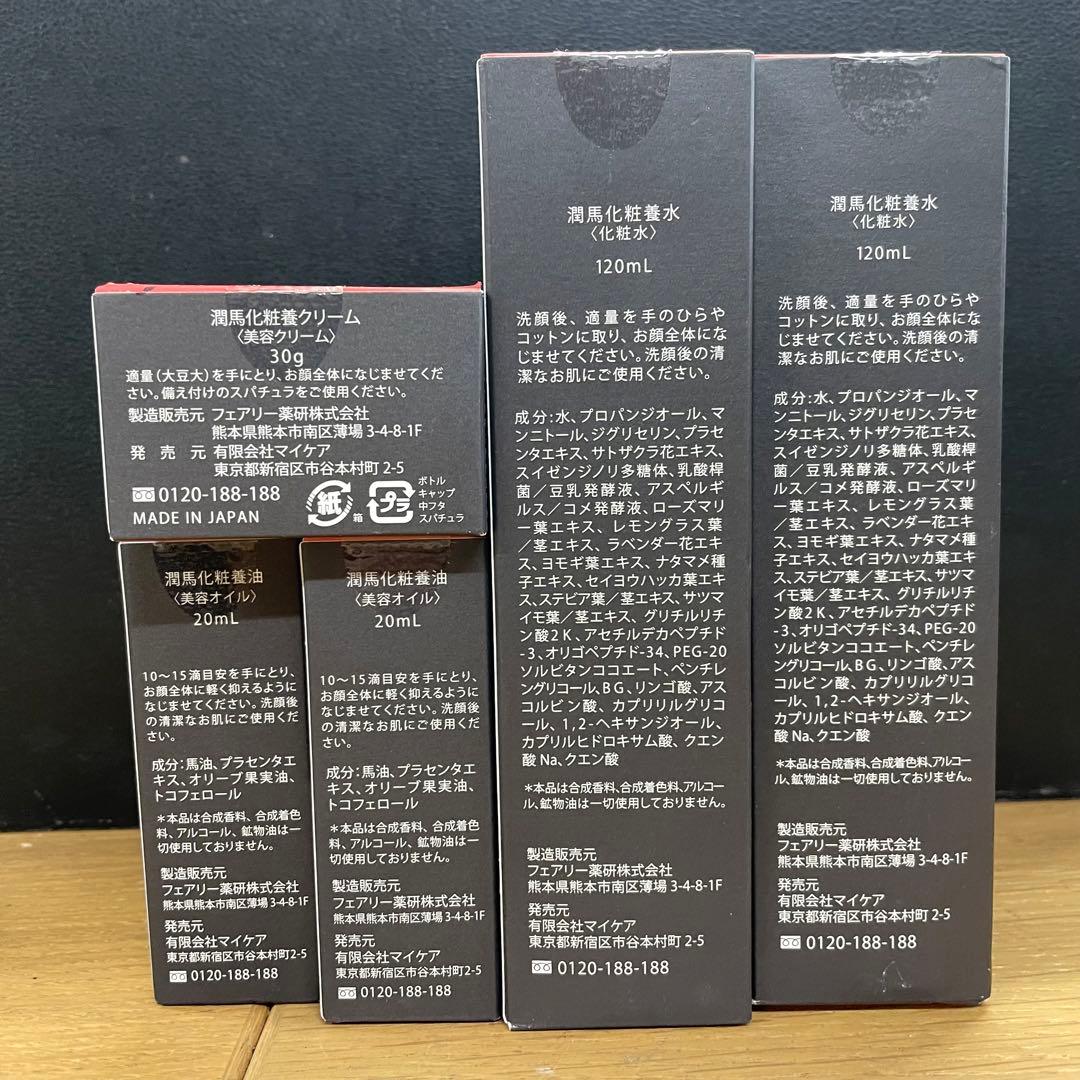 潤馬化粧養クリーム
〈美容クリーム〉
30g
適量（大豆大）を手にとり、お顔全体になじませてくだ
さい。備え付けのスパチュラをご使用ください。
製造販売元 フェアリー薬研株式会社
熊本県熊本市南区薄場 3-4-8-1F
発売元 有限会社マイケア
東京都新宿区市谷本村町 2-5
0120-188-188
MADE IN JAPAN
紙
箱
プラ
ボトル
キャップ
中フタ
スパチュラ
潤馬化粧養油
〈美容オイル〉
20mL
10〜15滴目安を手にとり、
お顔全体に軽く抑えるように
なじませてください。洗顔後
の清潔なお肌にご使用くださ
い。
成分：馬油、プラセンタエ
キス、オリーブ果実油、
トコフェロール
＊本品は合成香料、合成着色
料、アルコール、鉱物油は一
切使用しておりません。
製造販売元
フェアリー薬研株式会社
熊本県熊本市南区薄場 3-4-8-1F
発売元
有限会社マイケア
東京都新宿区市谷本村町2-5
0120-188-188
潤馬化粧養油
〈美容オイル〉
20mL
10〜15滴目安を手にとり、
お顔全体に軽く抑えるように
なじませてください。洗顔後
の清潔なお肌にご使用くださ
い。
成分：馬油、プラセンタエ
キス、オリーブ果実油、
トコフェロール
＊本品は合成香料、合成着色
料、アルコール、鉱物油は一
切使用しておりません。
製造販売元
フェアリー薬研株式会社
熊本県熊本市南区薄場 3-4-8-1F
発売元
有限会社マイケア
東京都新宿区市谷本村町2-5
0120-188-188
潤馬化粧養水
〈化粧水〉
120mL
洗顔後、適量を手のひらや
コットンに取り、お顔全体にな
じませてください。洗顔後の清
潔なお肌にご使用ください。
成分：水、プロパンジオール、マ
ンニトール、ジグリセリン、プラセ
ンタエキス、サトザクラ花エキス、
スイゼンジノリ多糖体、乳酸桿
菌／豆乳発酵液、アスペルギ
ルス／コメ発酵液、ローズマリ
ー葉エキス、レモングラス葉
／茎エキス、ラベンダー花エキ
ス、ヨモギ葉エキス、ナタマメ種
子エキス、セイヨウハッカ葉エキ
ス、ステビア葉／茎エキス、サツマ
イモ葉／茎エキス、グリチルリチ
ン酸2K、アセチルデカペプチド
-3、オリゴペプチド-34、PEG-20
ソルビタンココエート、ペンチレ
ングリコール、BG、リンゴ酸、アス
コルビン酸、カプリリルグリコ
ール、1,2-ヘキサンジオール、
カプリルヒドロキサム酸、クエン
酸Na、クエン酸
＊本品は合成香料、合成着色料、アルコー
ル、鉱物油は一切使用しておりません。
製造販売元
フェアリー薬研株式会社
熊本県熊本市南区薄場 3-4-8-1F
発売元
有限会社マイケア
東京都新宿区市谷本村町 2-5
0120-188-188
潤馬化粧養水
〈化粧水〉
120mL
洗顔後、適量を手のひらや
コットンに取り、お顔全体にな
じませてください。洗顔後の清
潔なお肌にご使用ください。
成分：水、プロパンジオール、マ
ンニトール、ジグリセリン、プラセ
ンタエキス、サトザクラ花エキス、
スイゼンジノリ多糖体、乳酸桿
菌／豆乳発酵液、アスペルギ
ルス／コメ発酵液、ローズマリ
ー葉エキス、レモングラス葉
／茎エキス、ラベンダー花エキ
ス、ヨモギ葉エキス、ナタマメ種
子エキス、セイヨウハッカ葉エキ
ス、ステビア葉／茎エキス、サツマ
イモ葉／茎エキス、グリチルリチ
ン酸2K、アセチルデカペプチド
-3、オリゴペプチド-34、PEG-20
ソルビタンココエート、ペンチレ
ングリコール、BG、リンゴ酸、アス
コルビン酸、カプリリルグリコ
ール、1,2-ヘキサンジオール、
カプリルヒドロキサム酸、クエン
酸Na、クエン酸
＊本品は合成香料、合成着色料、アルコー
ル、鉱物油は一切使用しておりません。
製造販売元
フェアリー薬研株式会社
熊本県熊本市南区薄場 3-4-8-1F
発売元
有限会社マイケア
東京都新宿区市谷本村町 2-5
0120-188-188